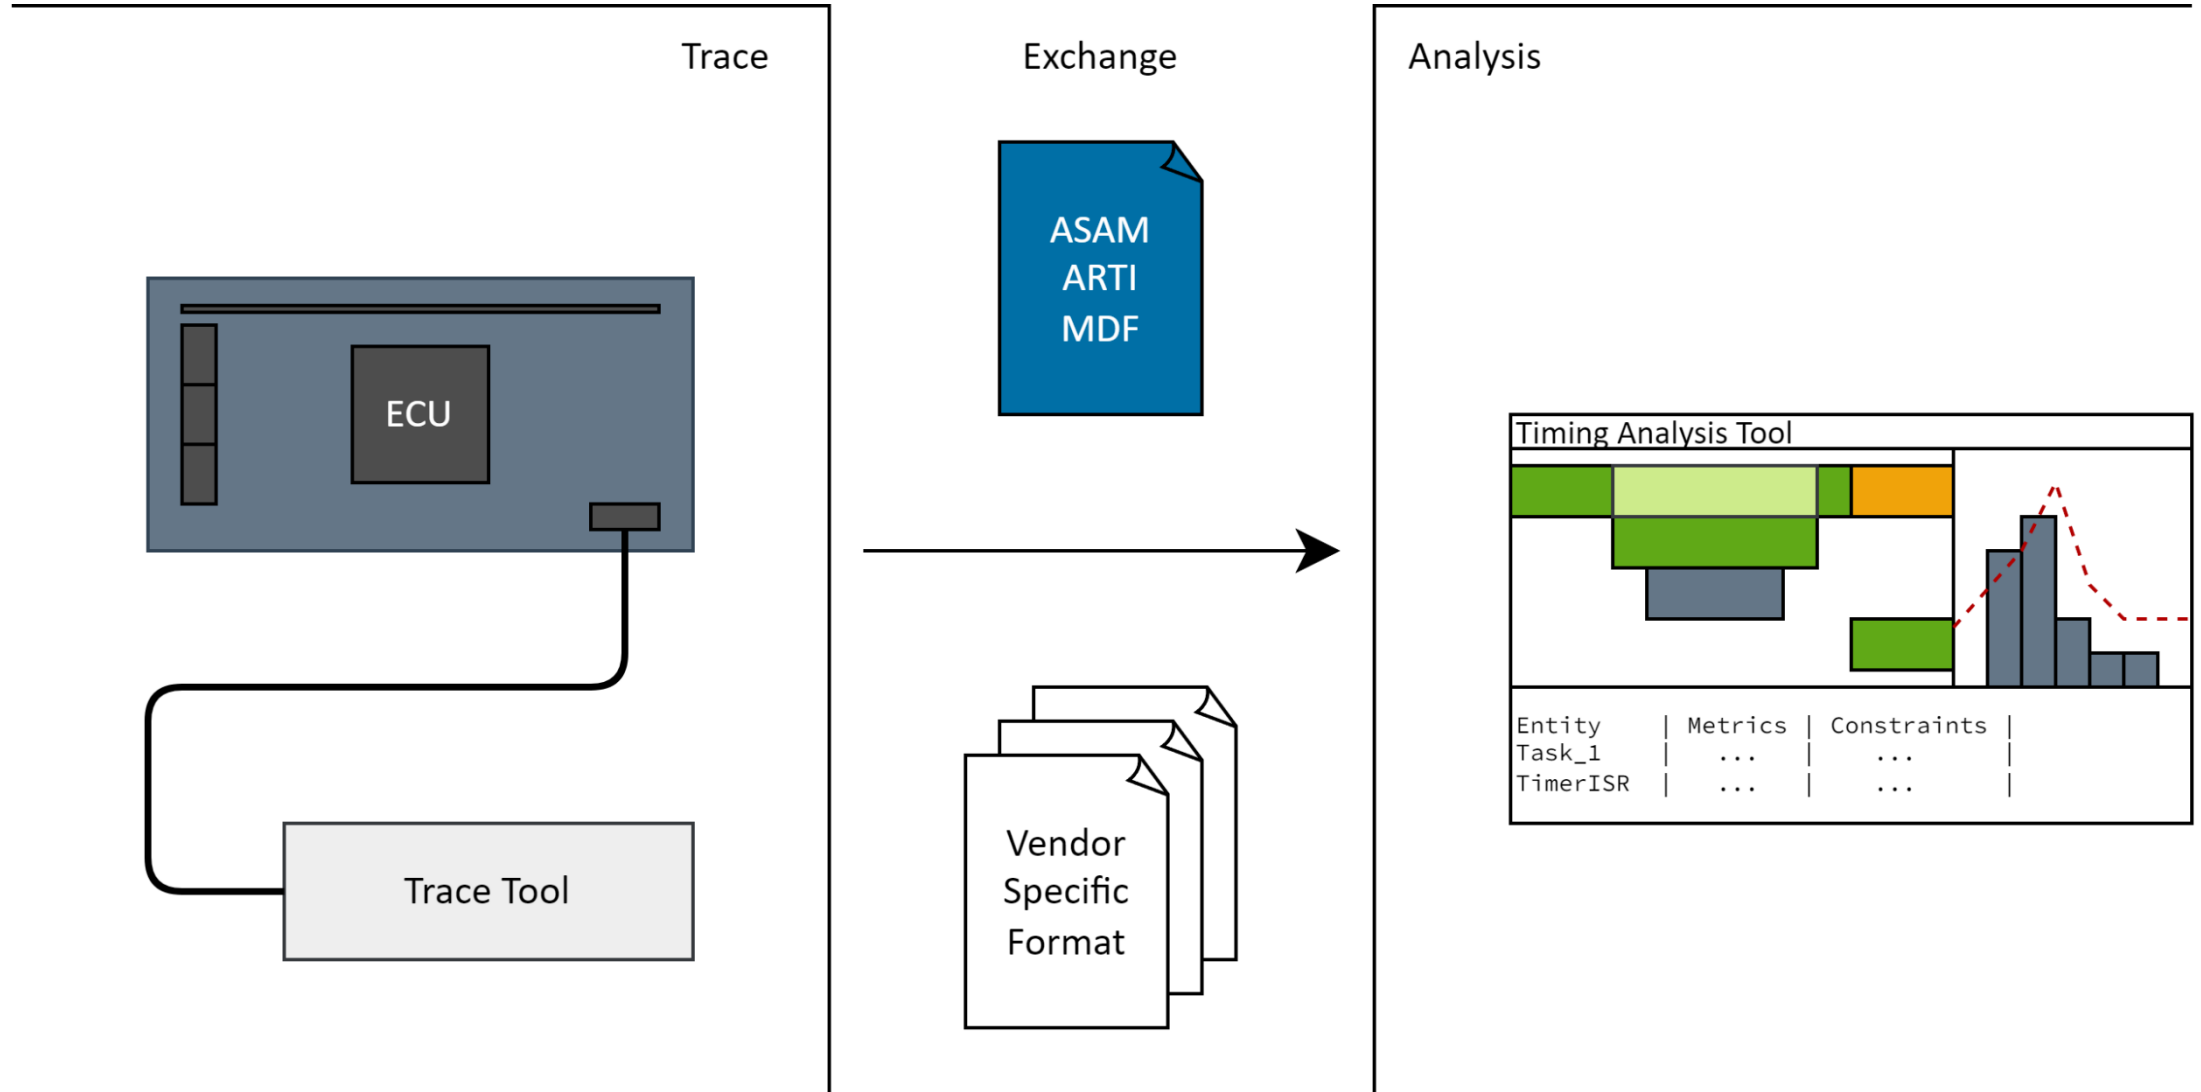 Trace
Exchange
Analysis
ASAM
ARTI
MDF
ECU
Timing Analysis Tool
Entity | Metrics | Constraints |
Task_1 | ... | ... |
TimerISR | ... | ... |
Trace Tool
Vendor
Specific
Format